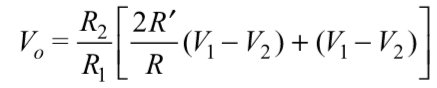 V_o = \frac{R_2}{R_1} \left[ \frac{2R'}{R} (V_1 - V_2) + (V_1 - V_2) \right]